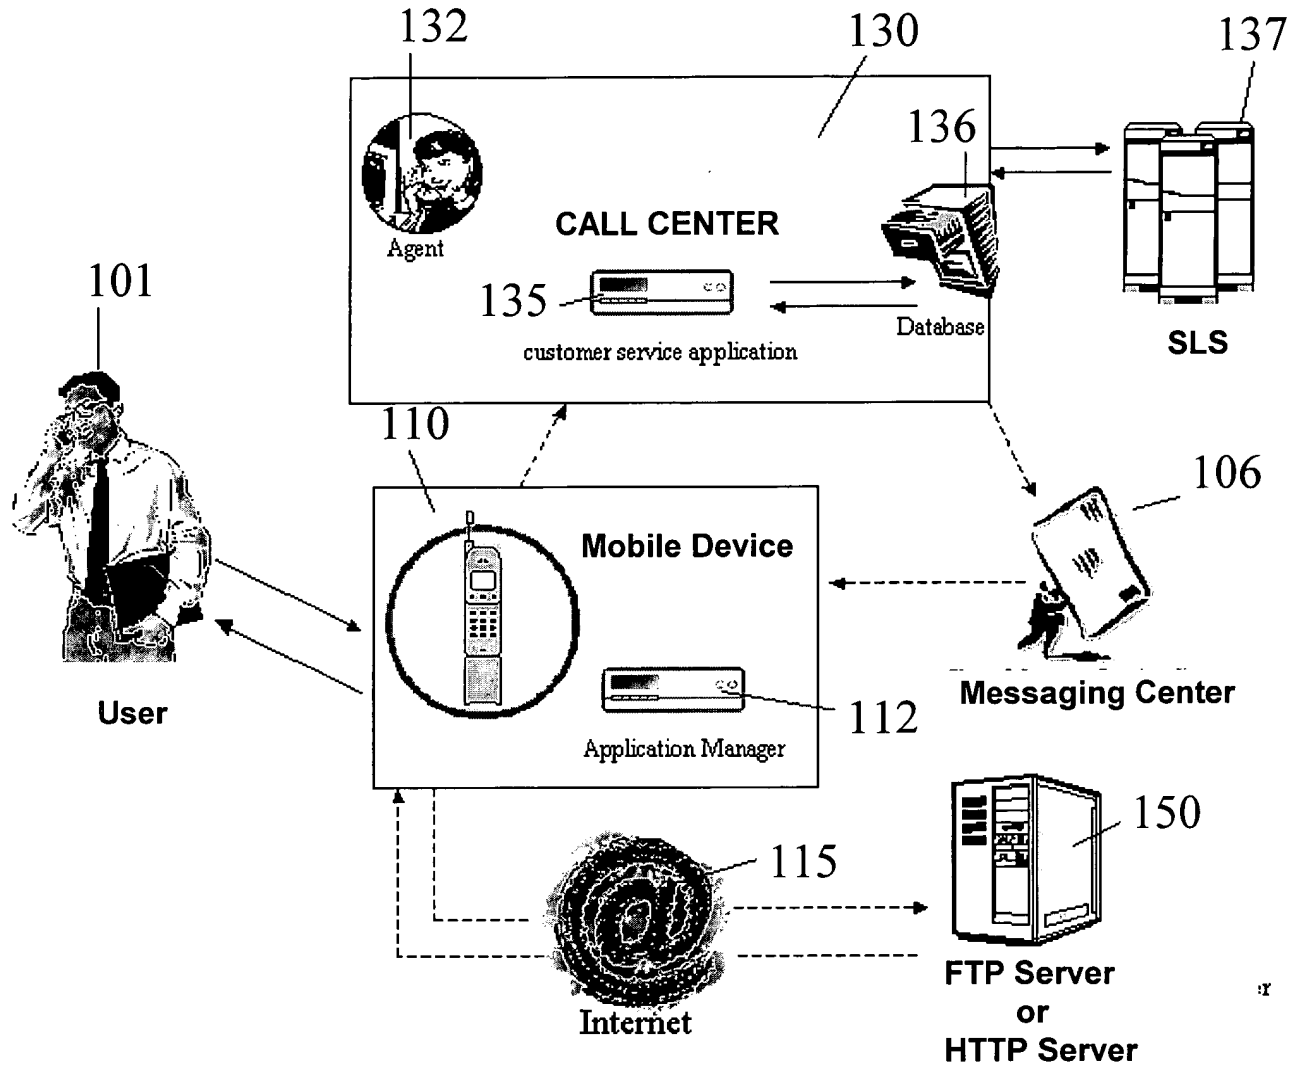 132
130
137
136
Agent
CALL CENTER
135
Database
customer service application
SLS
101
110
106
Mobile Device
User
112
Application Manager
Messaging Center
150
115
Internet
FTP Server
or
HTTP Server